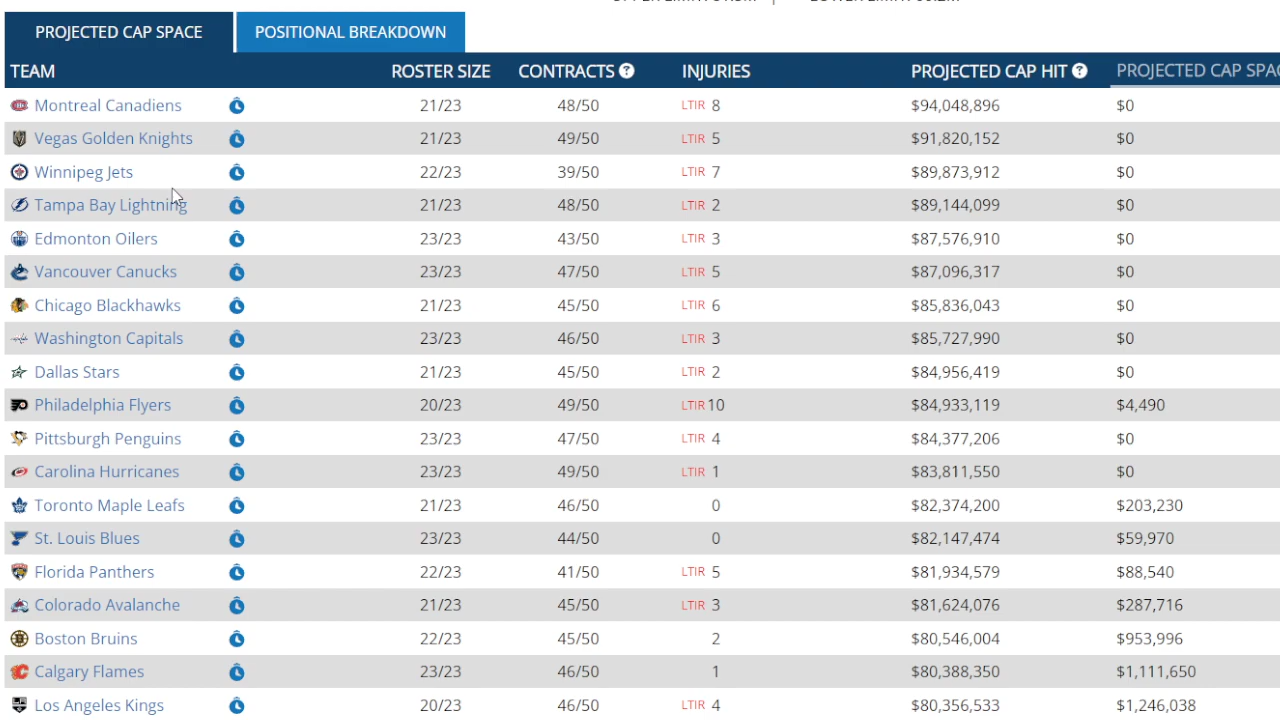 PROJECTED CAP SPACE POSITIONAL BREAKDOWN
TEAM ROSTER SIZE CONTRACTS ? INJURIES PROJECTED CAP HIT ? PROJECTED CAP SPAC
Montreal Canadiens 21/23 48/50 LTIR 8 $94,048,896 $0
Vegas Golden Knights 21/23 49/50 LTIR 5 $91,820,152 $0
Winnipeg Jets 22/23 39/50 LTIR 7 $89,873,912 $0
Tampa Bay Lightning 21/23 48/50 LTIR 2 $89,144,099 $0
Edmonton Oilers 23/23 43/50 LTIR 3 $87,576,910 $0
Vancouver Canucks 23/23 47/50 LTIR 5 $87,096,317 $0
Chicago Blackhawks 21/23 45/50 LTIR 6 $85,836,043 $0
Washington Capitals 23/23 46/50 LTIR 3 $85,727,990 $0
Dallas Stars 21/23 45/50 LTIR 2 $84,956,419 $0
Philadelphia Flyers 20/23 49/50 LTIR 10 $84,933,119 $4,490
Pittsburgh Penguins 23/23 47/50 LTIR 4 $84,377,206 $0
Carolina Hurricanes 23/23 49/50 LTIR 1 $83,811,550 $0
Toronto Maple Leafs 21/23 46/50 0 $82,374,200 $203,230
St. Louis Blues 23/23 44/50 0 $82,147,474 $59,970
Florida Panthers 22/23 41/50 LTIR 5 $81,934,579 $88,540
Colorado Avalanche 21/23 45/50 LTIR 3 $81,624,076 $287,716
Boston Bruins 22/23 45/50 2 $80,546,004 $953,996
Calgary Flames 23/23 46/50 1 $80,388,350 $1,111,650
Los Angeles Kings 20/23 46/50 LTIR 4 $80,356,533 $1,246,038